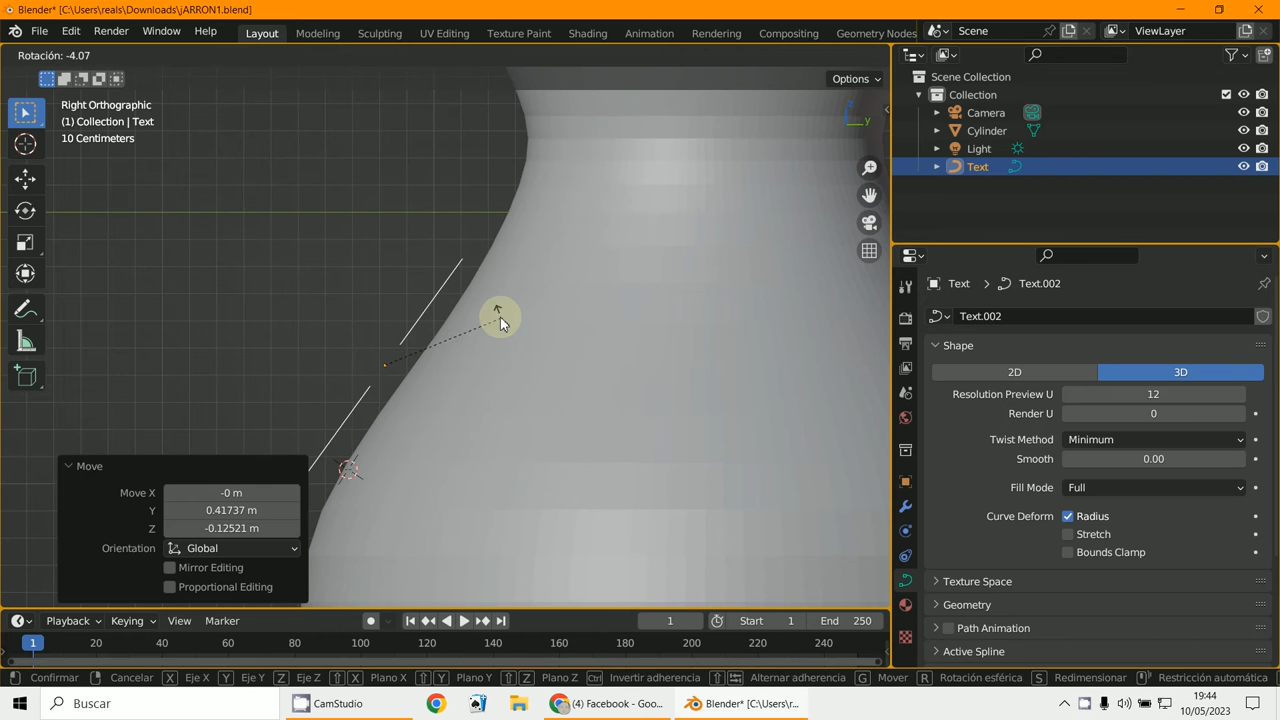 Blender* [C:\Users\reals\Downloads\jARRON1.blend]
File Edit Render Window Help Layout Modeling Sculpting UV Editing Texture Paint Shading Animation Rendering Compositing Geometry Nodes Scene ViewLayer
Rotación: -4.07
Options
Right Orthographic
(1) Collection | Text
10 Centimeters
Z
Y
Scene Collection
Collection
Camera
Cylinder
Light
Text
Text Text.002
Text.002
Shape
2D 3D
Resolution Preview U 12
Render U 0
Twist Method Minimum
Smooth 0.00
Fill Mode Full
Curve Deform Radius
Stretch
Bounds Clamp
Texture Space
Geometry
Path Animation
Active Spline
Move
Move X -0 m
Y 0.41737 m
Z -0.12521 m
Orientation Global
Mirror Editing
Proportional Editing
Playback Keying View Marker 1 Start 1 End 250
1 20 40 60 80 100 120 140 160 180 200 220 240
Confirmar Cancelar X Eje X Y Eje Y Z Eje Z X Plano X Y Plano Y Z Plano Z Ctrl Invertir adherencia Alternar adherencia G Mover R Rotación esférica S Redimensionar Restricción automática
Buscar CamStudio (4) Facebook - Goo... Blender* [C:\Users\r... 19:44
10/05/2023